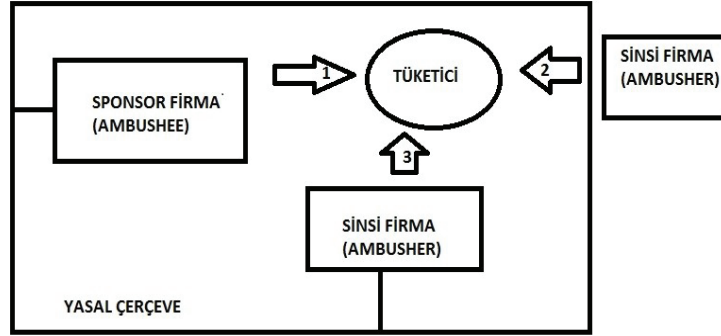 SPONSOR FİRMA
(AMBUSHEE)
1
TÜKETİCİ
2
SİNSİ FİRMA
(AMBUSHER)
3
SİNSİ FİRMA
(AMBUSHER)
YASAL ÇERÇEVE